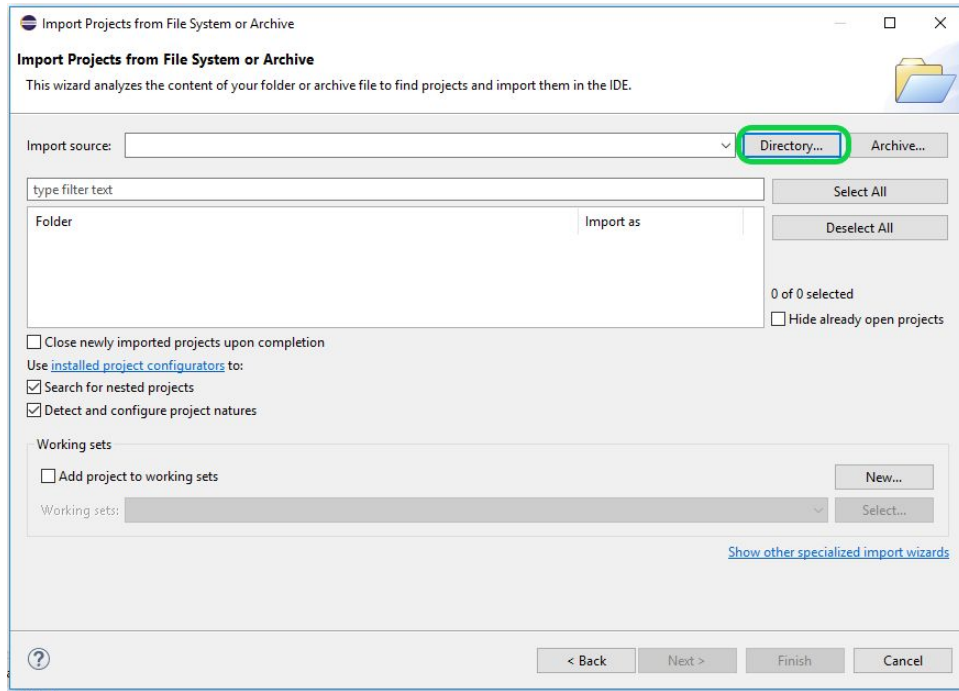 Import Projects from File System or Archive
Import Projects from File System or Archive
This wizard analyzes the content of your folder or archive file to find projects and import them in the IDE.
Import source: Directory... Archive...
type filter text Select All
Folder Import as Deselect All
0 of 0 selected
Hide already open projects
Close newly imported projects upon completion
Use installed project configurators to:
Search for nested projects
Detect and configure project natures
Working sets
Add project to working sets New...
Working sets: Select...
Show other specialized import wizards
? < Back Next > Finish Cancel